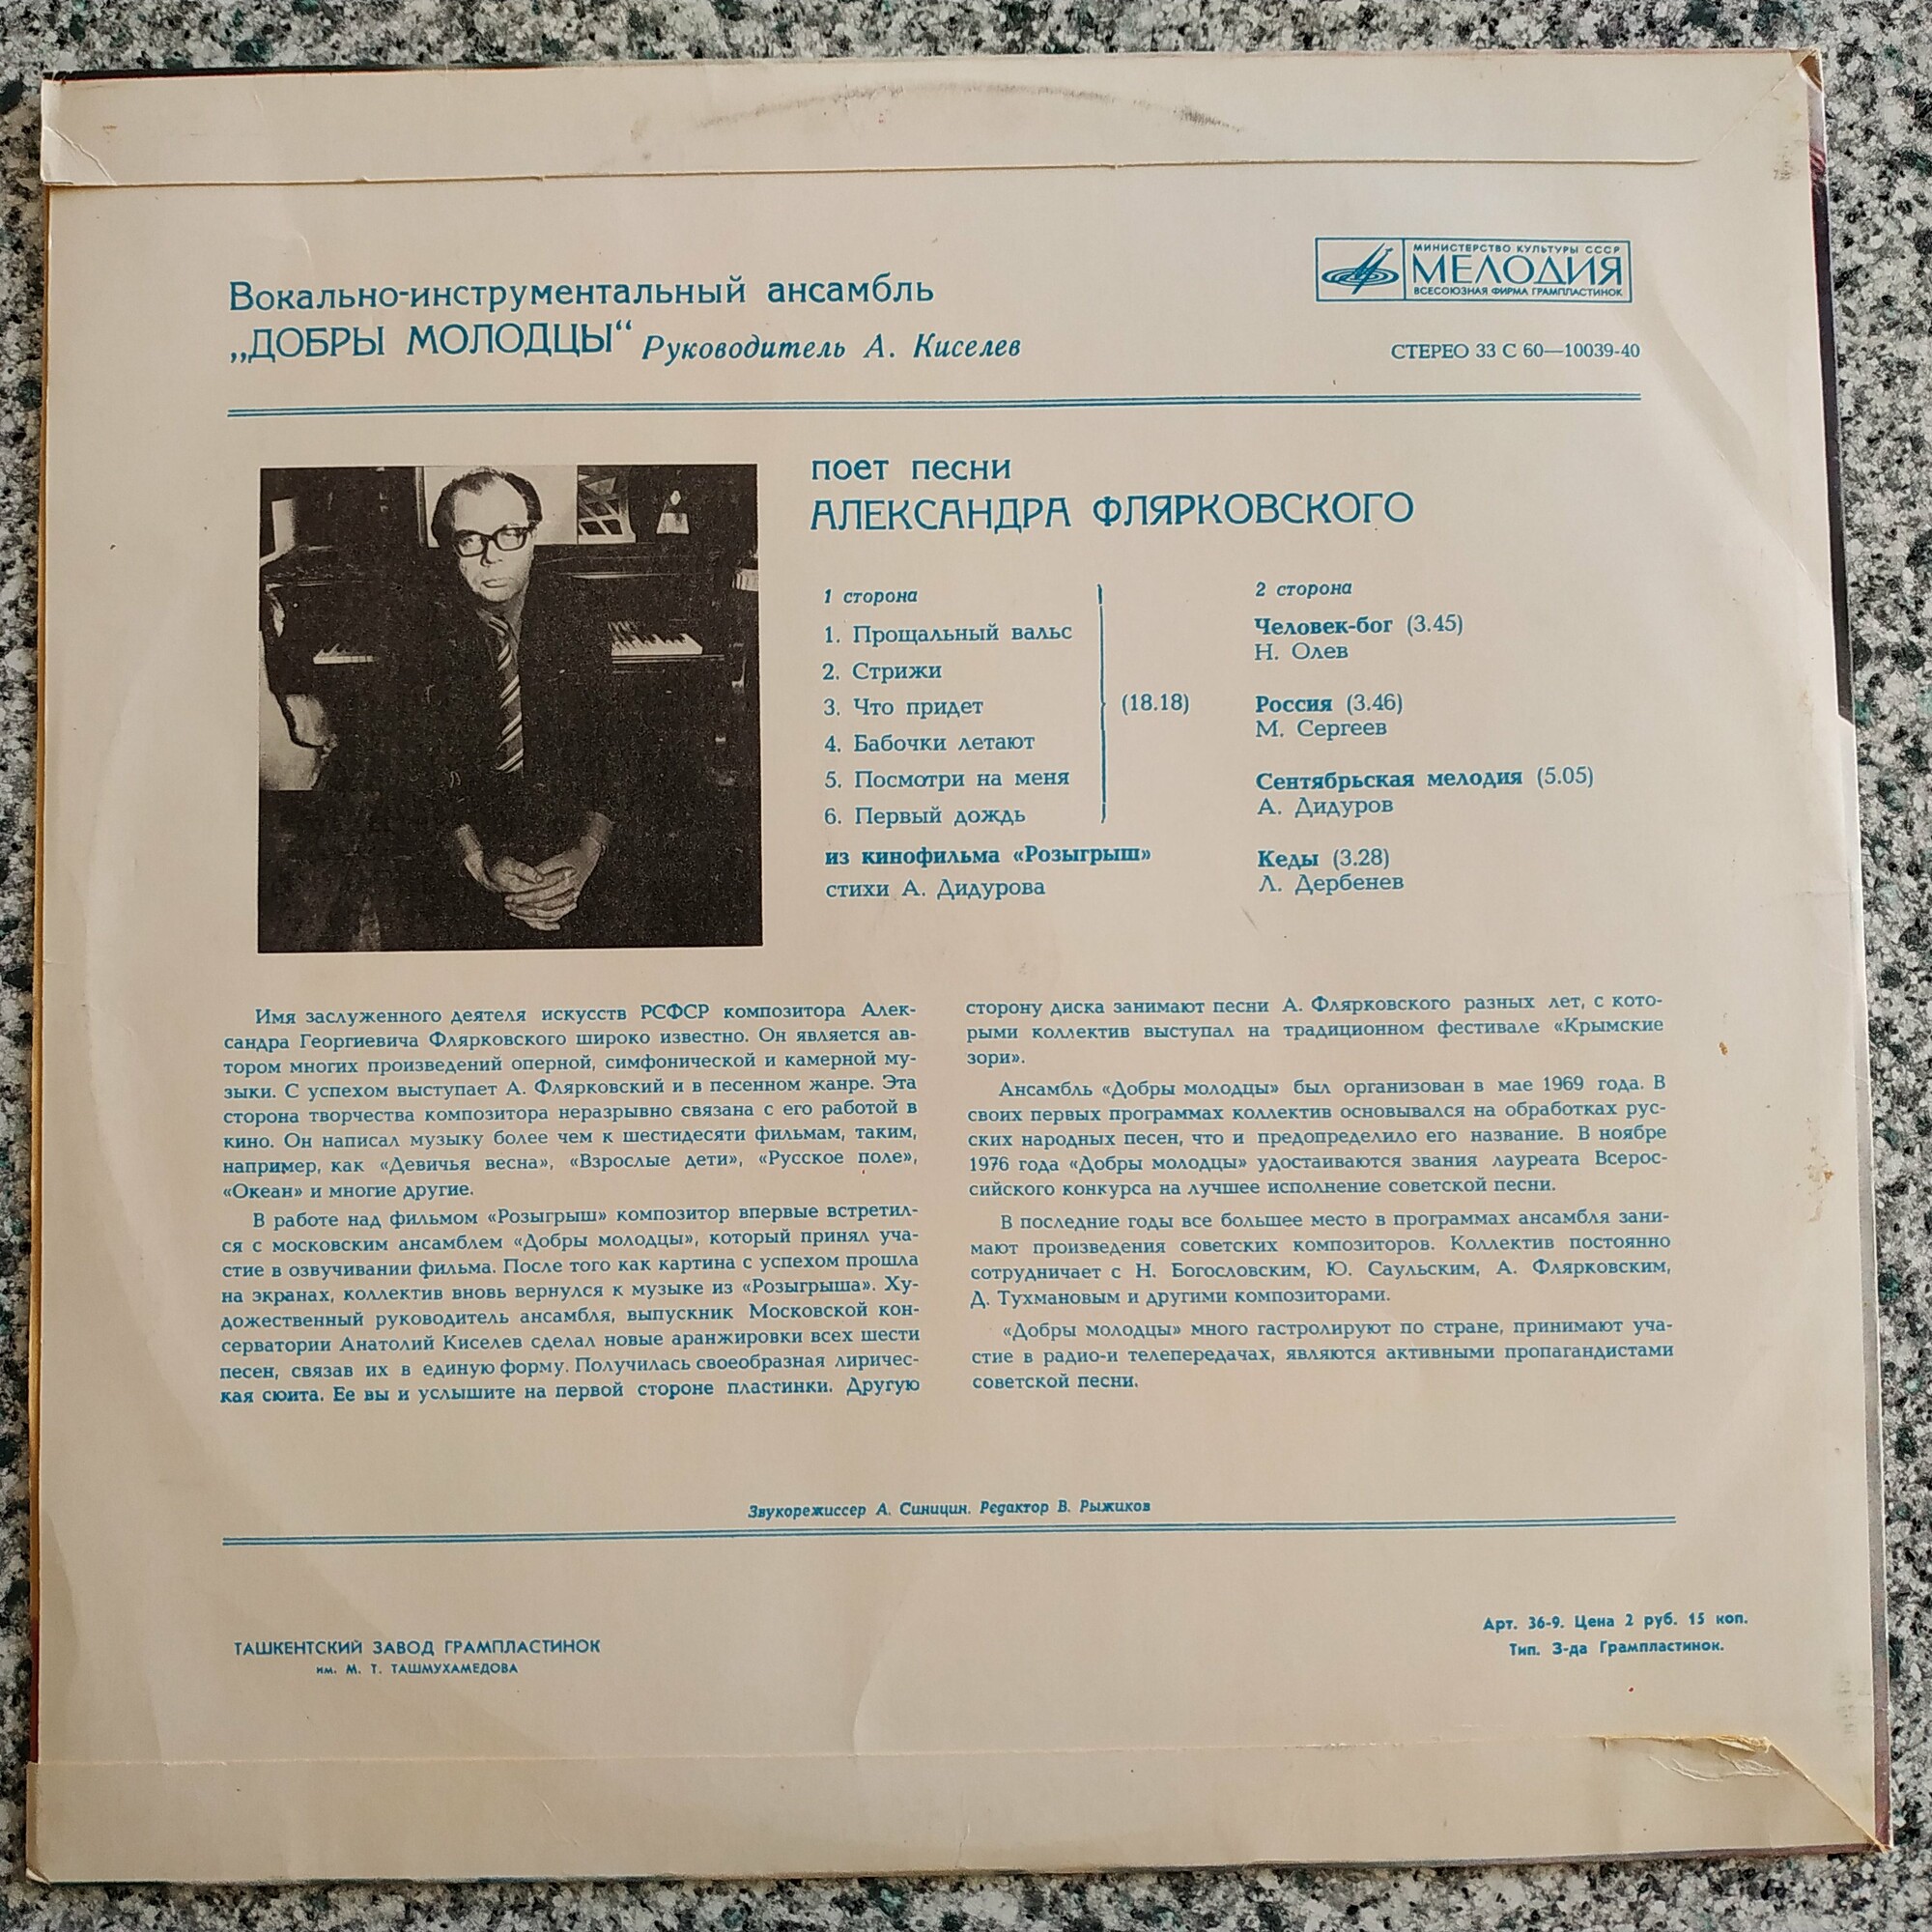 Вокально-инструментальный ансамбль
„ДОБРЫ МОЛОДЦЫ“ Руководитель А. Киселев
МИНИСТЕРСТВО КУЛЬТУРЫ СССР
МЕЛОДИЯ
ВСЕСОЮЗНАЯ ФИРМА ГРАМПЛАСТИНОК
СТЕРЕО 33 С 60—10039-40
поет песни
АЛЕКСАНДРА ФЛЯРКОВСКОГО
1 сторона
1. Прощальный вальс
2. Стрижи
3. Что придет
4. Бабочки летают
5. Посмотри на меня
6. Первый дождь
(18.18)
из кинофильма «Розыгрыш»
стихи А. Дидурова
2 сторона
Человек-бог (3.45)
Н. Олев
Россия (3.46)
М. Сергеев
Сентябрьская мелодия (5.05)
А. Дидуров
Кеды (3.28)
Л. Дербенев
Имя заслуженного деятеля искусств РСФСР композитора Алек-
сандра Георгиевича Флярковского широко известно. Он является ав-
тором многих произведений оперной, симфонической и камерной му-
зыки. С успехом выступает А. Флярковский и в песенном жанре. Эта
сторона творчества композитора неразрывно связана с его работой в
кино. Он написал музыку более чем к шестидесяти фильмам, таким,
например, как «Девичья весна», «Взрослые дети», «Русское поле»,
«Океан» и многие другие.
В работе над фильмом «Розыгрыш» композитор впервые встретил-
ся с московским ансамблем «Добры молодцы», который принял уча-
стие в озвучивании фильма. После того как картина с успехом прошла
на экранах, коллектив вновь вернулся к музыке из «Розыгрыша». Ху-
дожественный руководитель ансамбля, выпускник Московской кон-
серватории Анатолий Киселев сделал новые аранжировки всех шести
песен, связав их в единую форму. Получилась своеобразная лиричес-
кая сюита. Ее вы и услышите на первой стороне пластинки. Другую
сторону диска занимают песни А. Флярковского разных лет, с кото-
рыми коллектив выступал на традиционном фестивале «Крымские
зори».
Ансамбль «Добры молодцы» был организован в мае 1969 года. В
своих первых программах коллектив основывался на обработках рус-
ских народных песен, что и предопределило его название. В ноябре
1976 года «Добры молодцы» удостаиваются звания лауреата Всерос-
сийского конкурса на лучшее исполнение советской песни.
В последние годы все большее место в программах ансамбля зани-
мают произведения советских композиторов. Коллектив постоянно
сотрудничает с Н. Богословским, Ю. Саульским, А. Флярковским,
Д. Тухмановым и другими композиторами.
«Добры молодцы» много гастролируют по стране, принимают уча-
стие в радио-и телепередачах, являются активными пропагандистами
советской песни.
Звукорежиссер А. Синицин. Редактор В. Рыжиков
ТАШКЕНТСКИЙ ЗАВОД ГРАМПЛАСТИНОК
им. М. Т. ТАШМУХАМЕДОВА
Арт. 36-9. Цена 2 руб. 15 коп.
Тип. З-да Грампластинок.